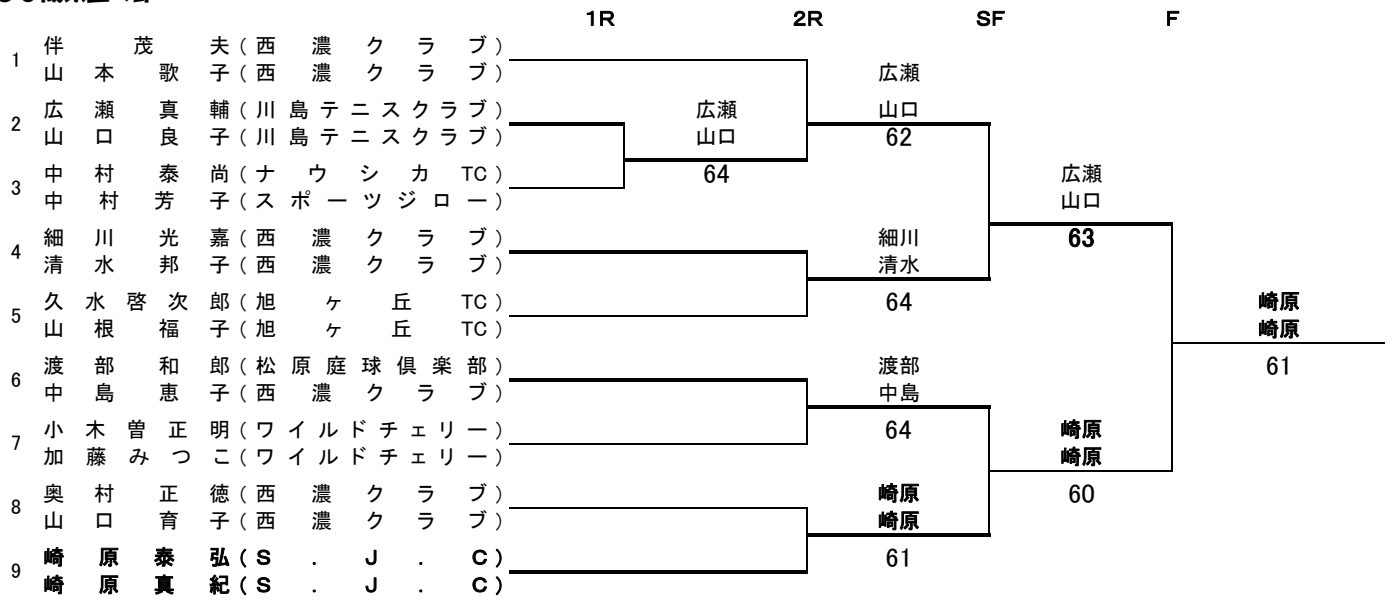 1R 2R SF F
1 伴 茂 夫 ( 西 濃 ク ラ ブ )
山 本 歌 子 ( 西 濃 ク ラ ブ ) 広瀬
2 広 瀬 真 輔 ( 川 島 テ ニ ス ク ラ ブ ) 広瀬 山口
山 口 良 子 ( 川 島 テ ニ ス ク ラ ブ ) 山口 62
3 中 村 泰 尚 ( ナ ウ シ カ TC ) 64 広瀬
中 村 芳 子 ( ス ポ ー ツ ジ ロ ー ) 山口
4 細 川 光 嘉 ( 西 濃 ク ラ ブ ) 細川 63
清 水 邦 子 ( 西 濃 ク ラ ブ ) 清水
5 久 水 啓 次 郎 ( 旭 ヶ 丘 TC ) 64 崎原
山 根 福 子 ( 旭 ヶ 丘 TC ) 崎原
6 渡 部 和 郎 ( 松 原 庭 球 倶 楽 部 ) 渡部 61
中 島 恵 子 ( 西 濃 ク ラ ブ ) 中島
7 小 木 曽 正 明 ( ワ イ ル ド チ ェ リ ー ) 64 崎原
加 藤 み つ こ ( ワ イ ル ド チ ェ リ ー ) 崎原
8 奥 村 正 徳 ( 西 濃 ク ラ ブ ) 崎原 60
山 口 育 子 ( 西 濃 ク ラ ブ ) 崎原
9 崎 原 泰 弘 ( S . J . C ) 61
崎 原 真 紀 ( S . J . C )